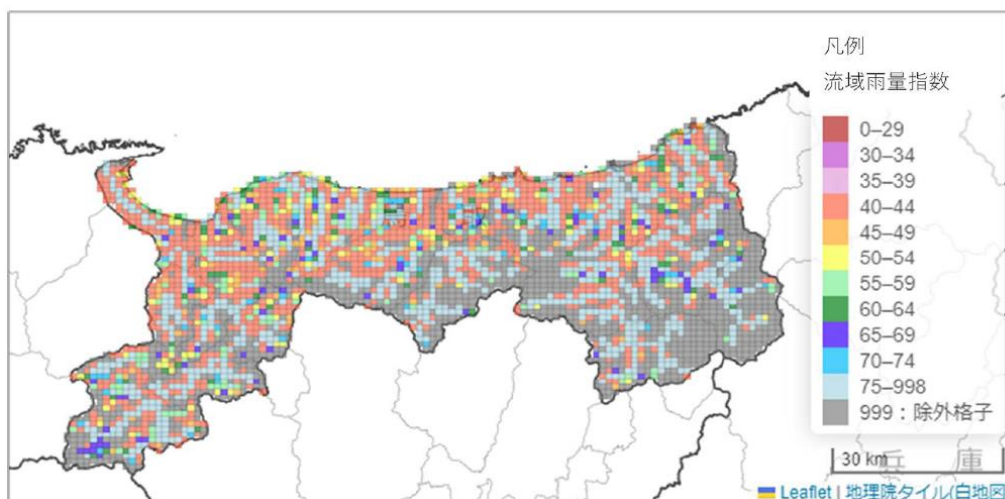 凡例
流域雨量指数
0–29
30–34
35–39
40–44
45–49
50–54
55–59
60–64
65–69
70–74
75–998
999：除外格子
30 km
兵 庫
Leaflet | 地理院タイル(白地図